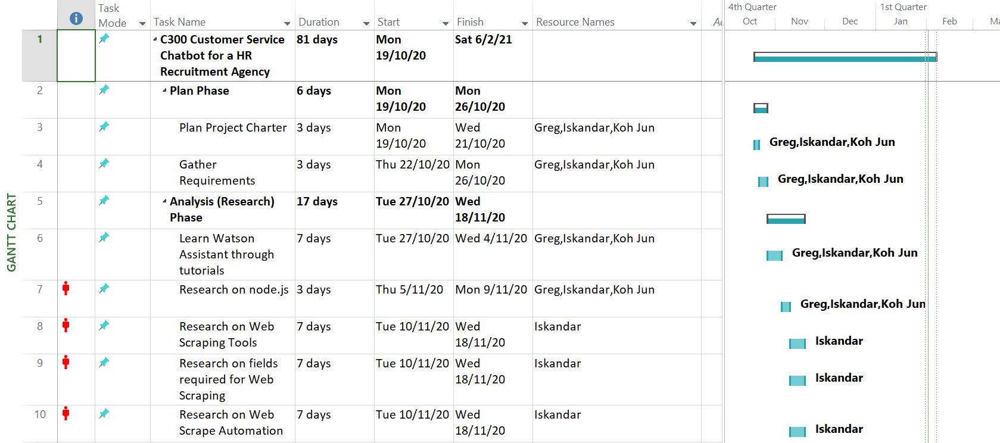 4th Quarter 1st Quarter
Task
Mode Task Name Duration Start Finish Resource Names Oct Nov Dec Jan Feb
1 C300 Customer Service 81 days Mon Sat 6/2/21
Chatbot for a HR 19/10/20
Recruitment Agency
2 Plan Phase 6 days Mon Mon
19/10/20 26/10/20
3 Plan Project Charter 3 days Mon Wed Greg,Iskandar,Koh Jun
19/10/20 21/10/20 Greg,Iskandar,Koh Jun
4 Gather 3 days Thu 22/10/20 Mon Greg,Iskandar,Koh Jun
Requirements 26/10/20 Greg,Iskandar,Koh Jun
5 Analysis (Research) 17 days Tue 27/10/20 Wed
Phase 18/11/20
GANTT CHART
6 Learn Watson 7 days Tue 27/10/20 Wed 4/11/20 Greg,Iskandar,Koh Jun
Assistant through Greg,Iskandar,Koh Jun
tutorials
7 Research on node.js 3 days Thu 5/11/20 Mon 9/11/20 Greg,Iskandar,Koh Jun
Greg,Iskandar,Koh Jun
8 Research on Web 7 days Tue 10/11/20 Wed Iskandar
Scraping Tools 18/11/20 Iskandar
9 Research on fields 7 days Tue 10/11/20 Wed Iskandar
required for Web 18/11/20 Iskandar
Scraping
10 Research on Web 7 days Tue 10/11/20 Wed Iskandar
Scrape Automation 18/11/20 Iskandar